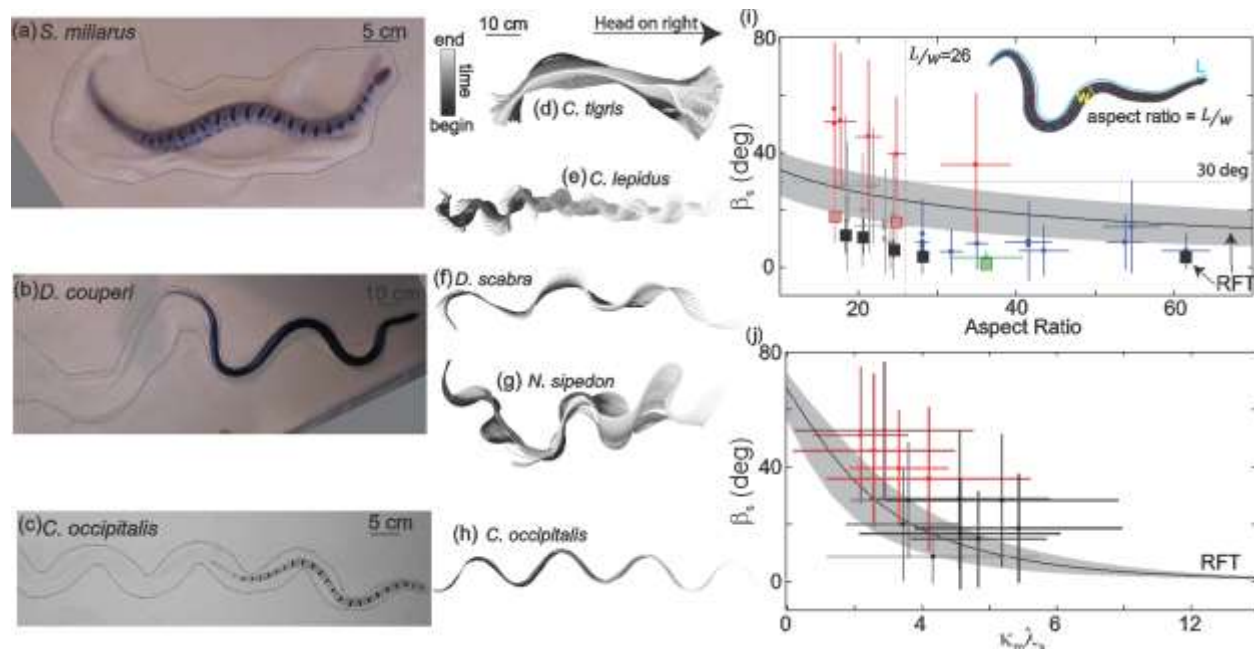 (a) S. miliarus
5 cm
(b) D. couperi
10 cm
(c) C. occipitalis
5 cm
end
time
begin
10 cm
Head on right
(d) C. tigris
(e) C. lepidus
(f) D. scabra
(g) N. sipedon
(h) C. occipitalis
(i)
80
40
0
βs (deg)
L/w=26
L
W
aspect ratio = L/w
30 deg
RFT
20
40
60
Aspect Ratio
(j)
80
40
0
βs (deg)
RFT
0
2
4
6
12